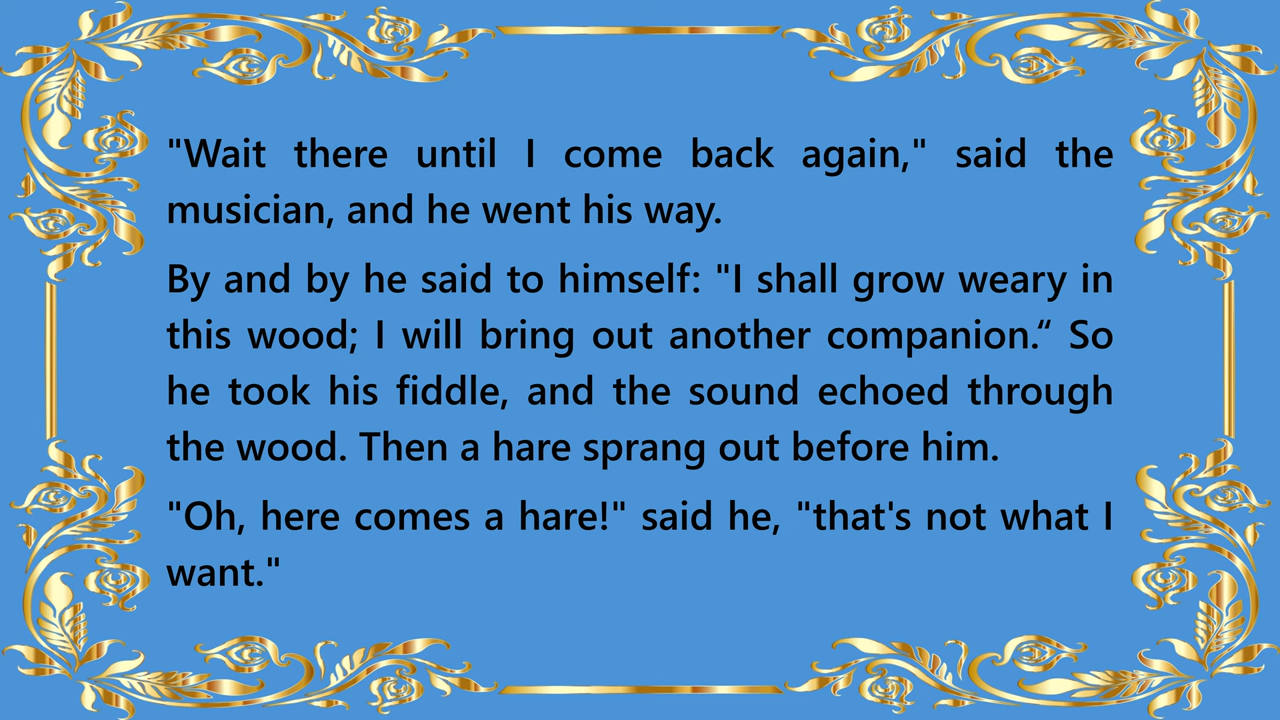 "Wait there until I come back again," said the
musician, and he went his way.
By and by he said to himself: "I shall grow weary in
this wood; I will bring out another companion.“ So
he took his fiddle, and the sound echoed through
the wood. Then a hare sprang out before him.
"Oh, here comes a hare!" said he, "that's not what I
want."